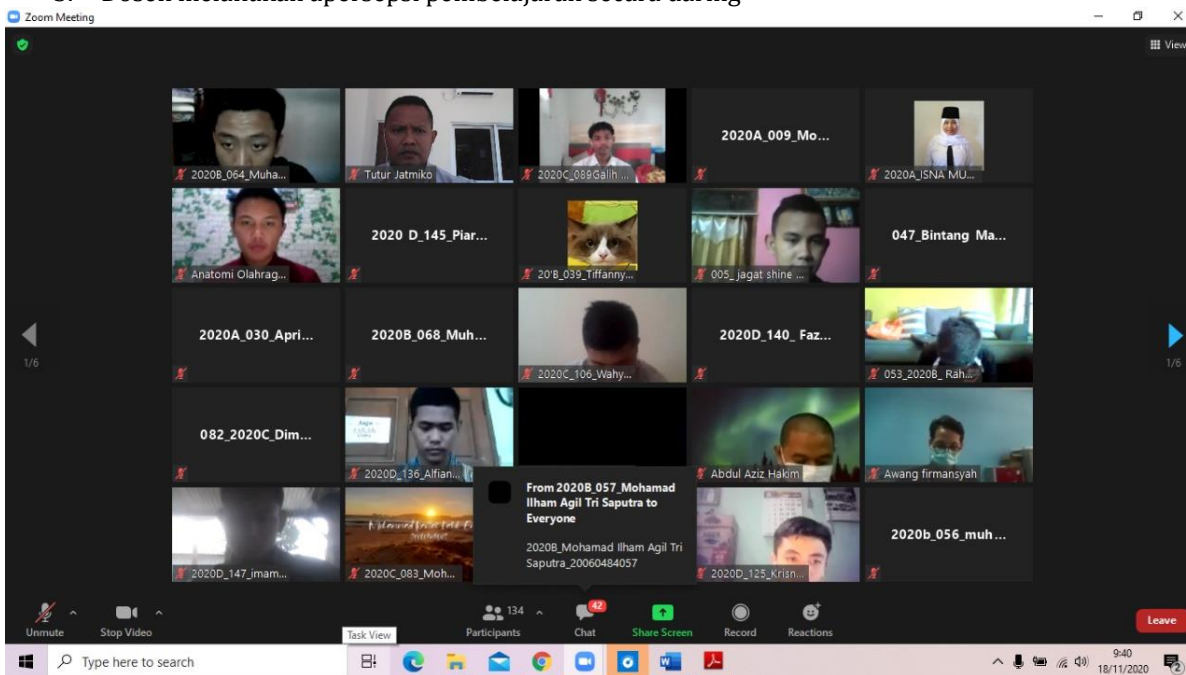 Zoom Meeting
View
2020B_064_Muha...
Tutur Jatmiko
2020C_089Galih ...
2020A_009_Mo...
2020A_ISNA MU...
Anatomi Olahrag...
2020 D_145_Piar...
20'B_039_Tiffanny...
005_ jagat shine ...
047_Bintang Ma...
2020A_030_Apri...
2020B_068_Muh...
2020C_106_Wahy...
2020D_140_ Faz...
053_2020B_ Rah...
1/6
1/6
082_2020C_Dim...
2020D_136_Alfian...
Abdul Aziz Hakim
Awang firmansyah
From 2020B_057_Mohamad
Ilham Agil Tri Saputra to
Everyone
2020B_Mohamad Ilham Agil Tri
Saputra_20060484057
2020D_147_imam...
2020C_083_Moh...
2020D_125_Krisn...
2020b_056_muh...
Unmute
Stop Video
Task View
134
Participants
42
Chat
Share Screen
Record
Reactions
Leave
Type here to search
9:40
18/11/2020
2